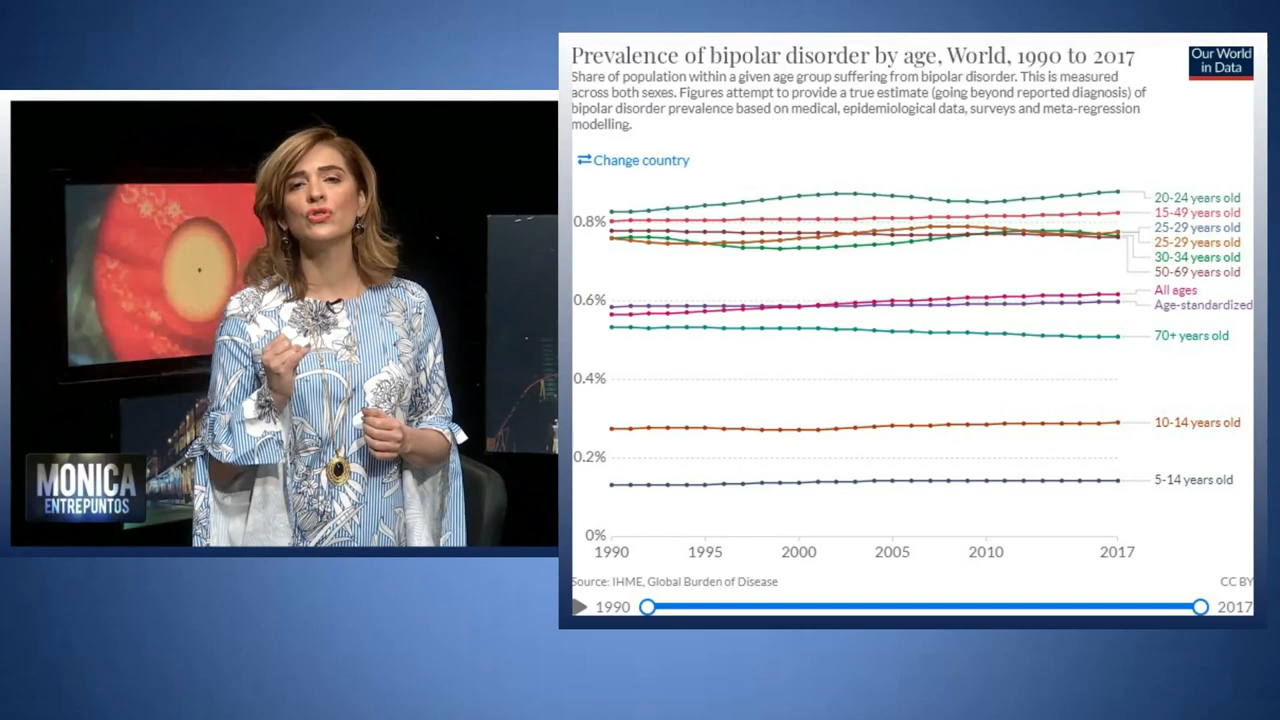 MONICA
ENTREPUNTOS
Prevalence of bipolar disorder by age, World, 1990 to 2017
Our World
in Data
Share of population within a given age group suffering from bipolar disorder. This is measured
across both sexes. Figures attempt to provide a true estimate (going beyond reported diagnosis) of
bipolar disorder prevalence based on medical, epidemiological data, surveys and meta-regression
modelling.
Change country
0.8%
0.6%
0.4%
0.2%
0%
20-24 years old
15-49 years old
25-29 years old
25-29 years old
30-34 years old
50-69 years old
All ages
Age-standardized
70+ years old
10-14 years old
5-14 years old
1990 1995 2000 2005 2010 2017
Source: IHME, Global Burden of Disease
CC BY
1990 2017